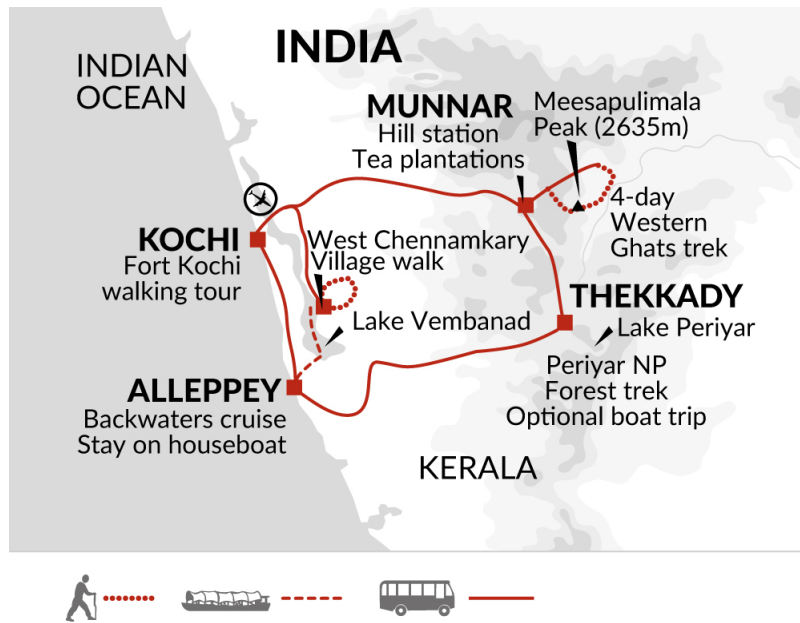 INDIA
INDIAN
OCEAN
MUNNAR
Hill station
Tea plantations
Meesapulimala
Peak (2635m)
4-day
Western
Ghats trek
KOCHI
Fort Kochi
walking tour
West Chennamkary
Village walk
Lake Vembanad
THEKKADY
Lake Periyar
Periyar NP
Forest trek
Optional boat trip
ALLEPPEY
Backwaters cruise
Stay on houseboat
KERALA